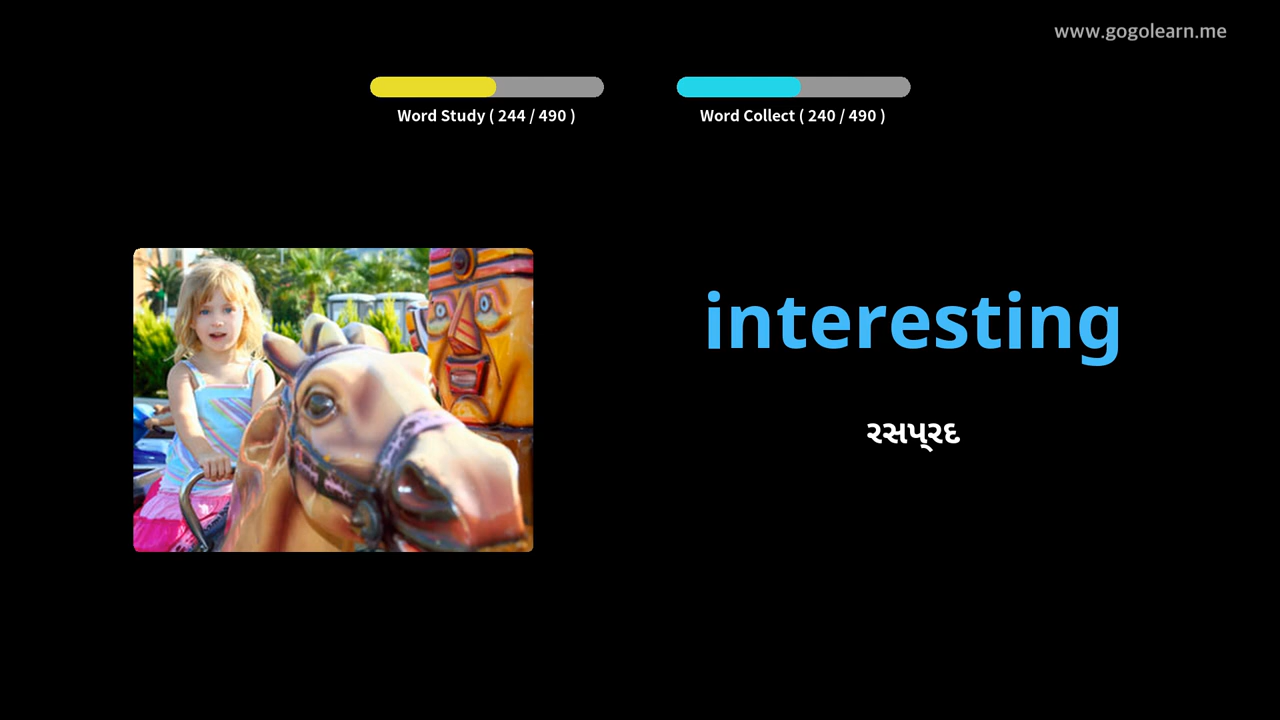 www.gogolearn.me
Word Study ( 244 / 490 )
Word Collect ( 240 / 490 )
interesting
રસપ્રદ